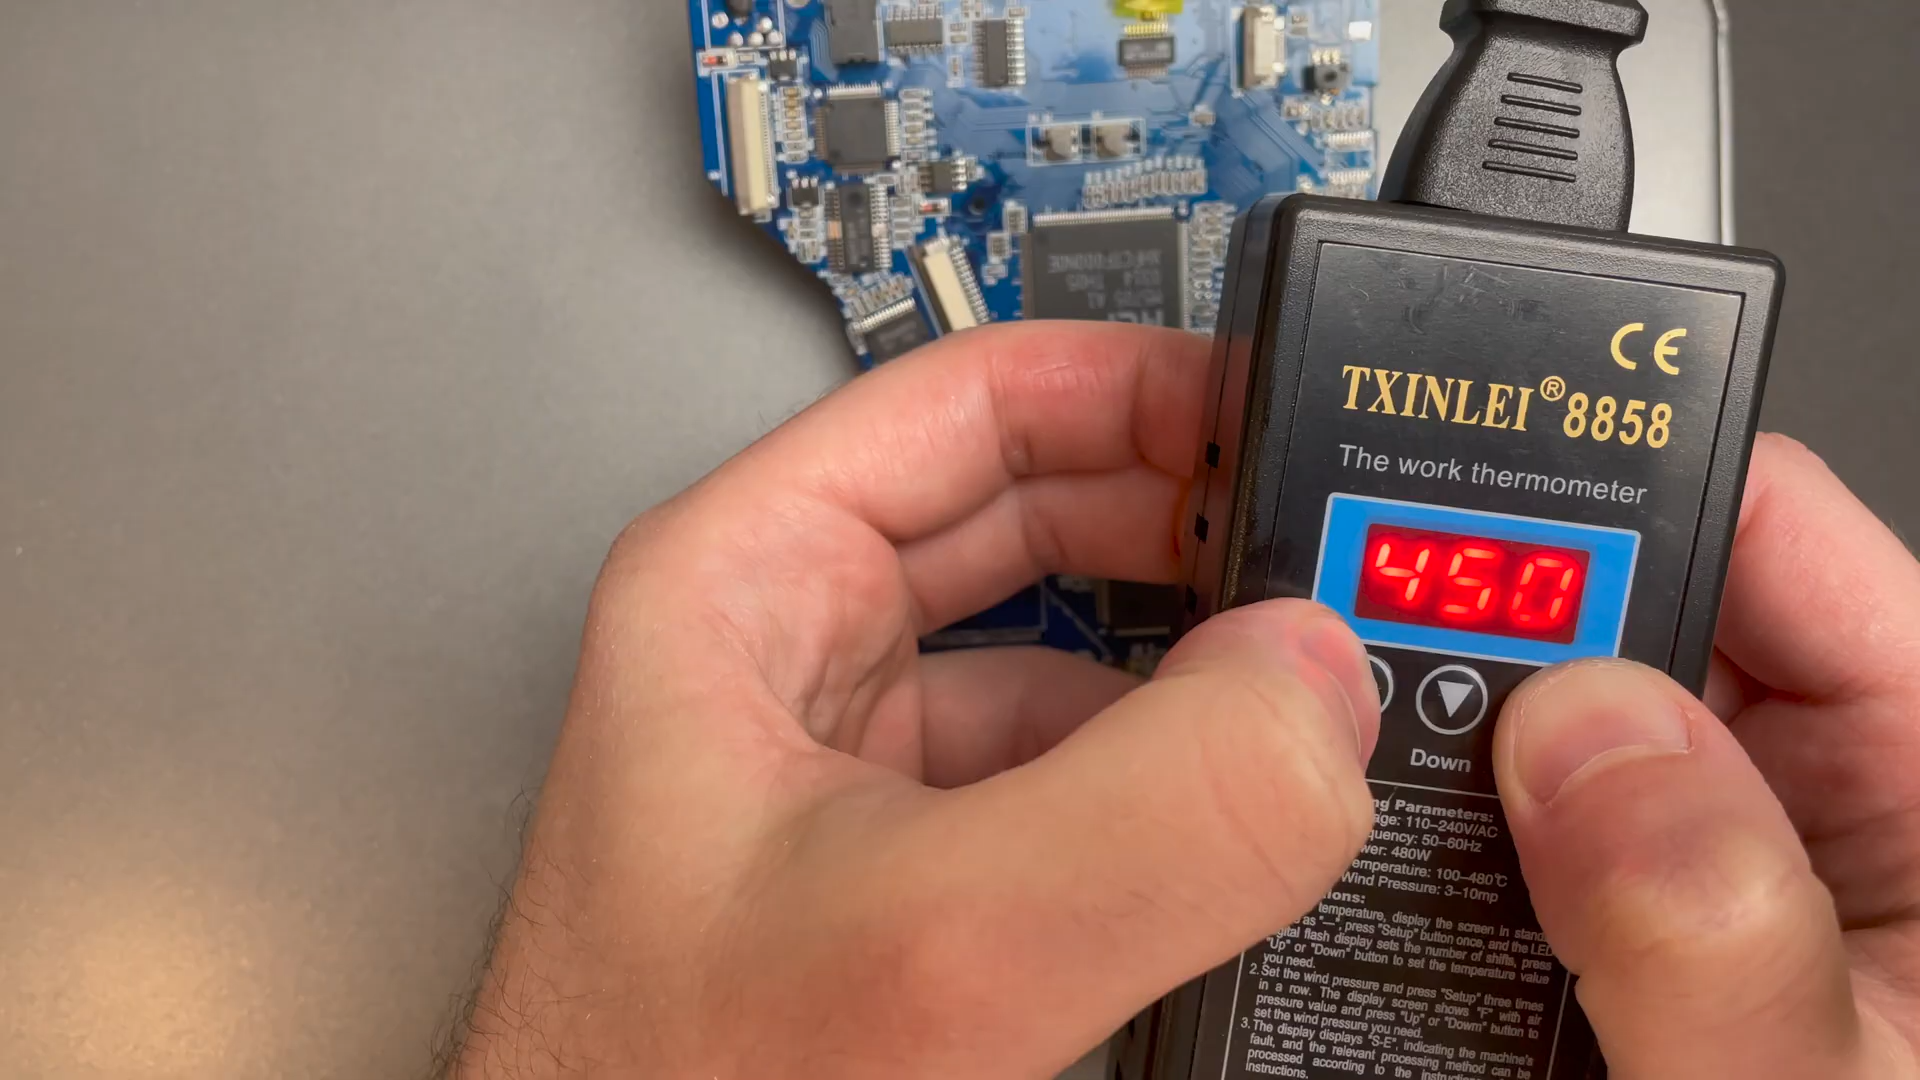 CE
TXINLEI® 8858
The work thermometer
450
Down
ng Parameters:
age: 110–240V/AC
quency: 50–60Hz
wer: 480W
emperature: 100–480℃
Wind Pressure: 3–10mp
ions:
temperature, display the screen in stand
as "—", press "Setup" button once, and the LED
gital flash display sets the number of shifts, press
"Up" or "Down" button to set the temperature value
you need.
2. Set the wind pressure and press "Setup" three times
in a row. The display screen shows "F" with air
pressure value and press "Up" or "Down" button to
set the wind pressure you need.
3. The display displays "S-E", indicating the machine's
fault, and the relevant processing method can be
processed according to the
instructions.